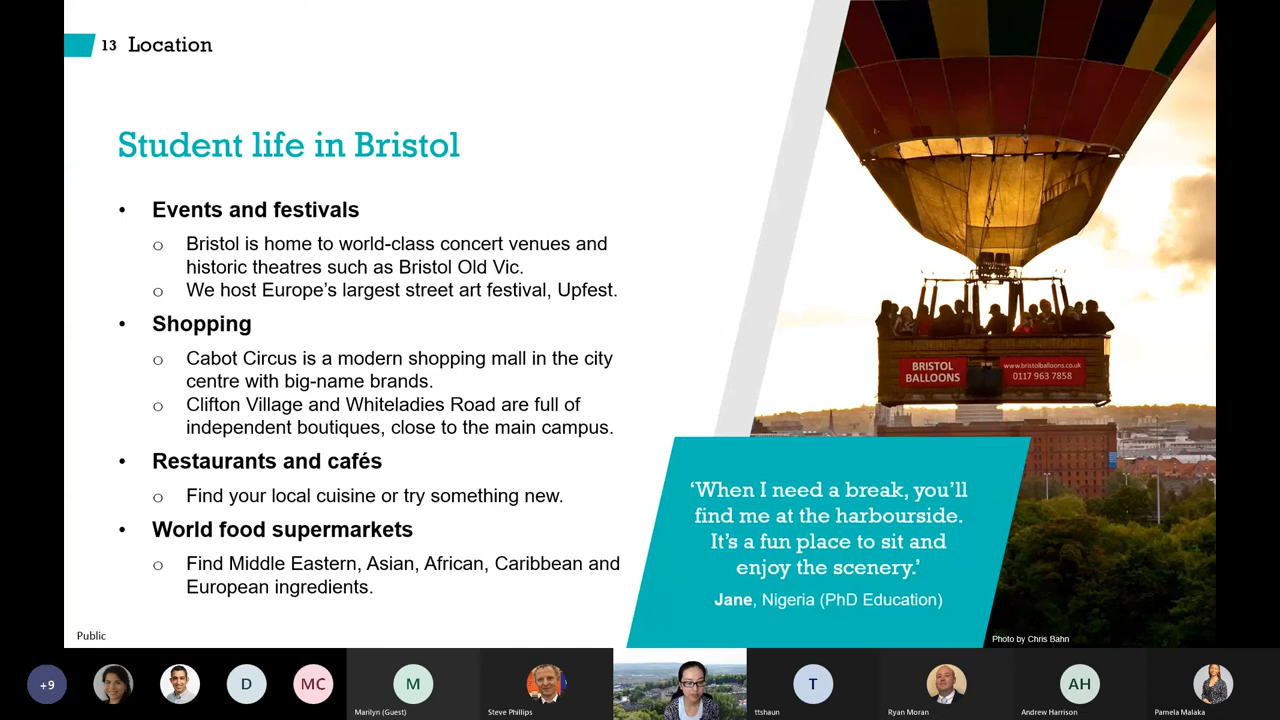 13 Location
Student life in Bristol
• Events and festivals
o Bristol is home to world-class concert venues and
historic theatres such as Bristol Old Vic.
o We host Europe’s largest street art festival, Upfest.
• Shopping
o Cabot Circus is a modern shopping mall in the city
centre with big-name brands.
o Clifton Village and Whiteladies Road are full of
independent boutiques, close to the main campus.
• Restaurants and cafés
o Find your local cuisine or try something new.
• World food supermarkets
o Find Middle Eastern, Asian, African, Caribbean and
European ingredients.
Public
BRISTOL
BALLOONS
www.bristolballoons.co.uk
0117 963 7858
‘When I need a break, you’ll
find me at the harbourside.
It’s a fun place to sit and
enjoy the scenery.’
Jane, Nigeria (PhD Education)
Photo by Chris Bahn
+9
D
MC
M
Marilyn (Guest)
Steve Phillips
T
ttshaun
Ryan Moran
AH
Andrew Harrison
Pamela Malaka